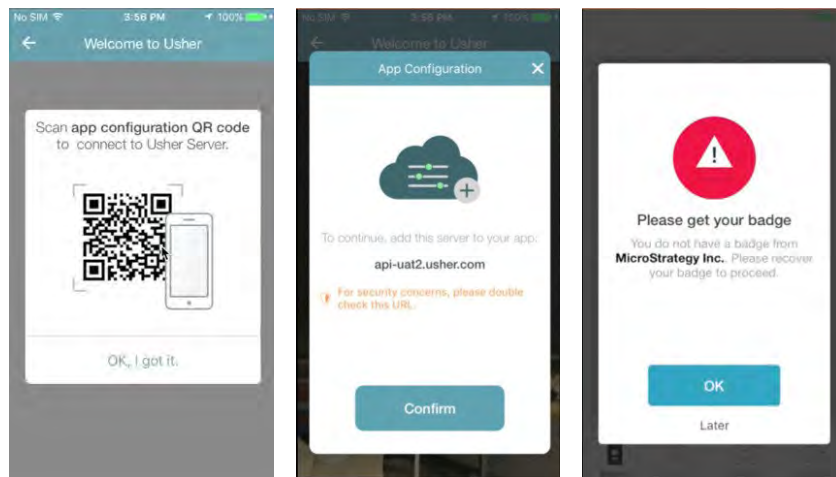 No SIM 3:56 PM 100%
Welcome to Usher
Scan app configuration QR code
to connect to Usher Server.
OK, I got it.
No SIM 3:56 PM 100%
Welcome to Usher
App Configuration
To continue, add this server to your app:
api-uat2.usher.com
For security concerns, please double
check this URL.
Confirm
Please get your badge
You do not have a badge from
MicroStrategy Inc.. Please recover
your badge to proceed.
OK
Later